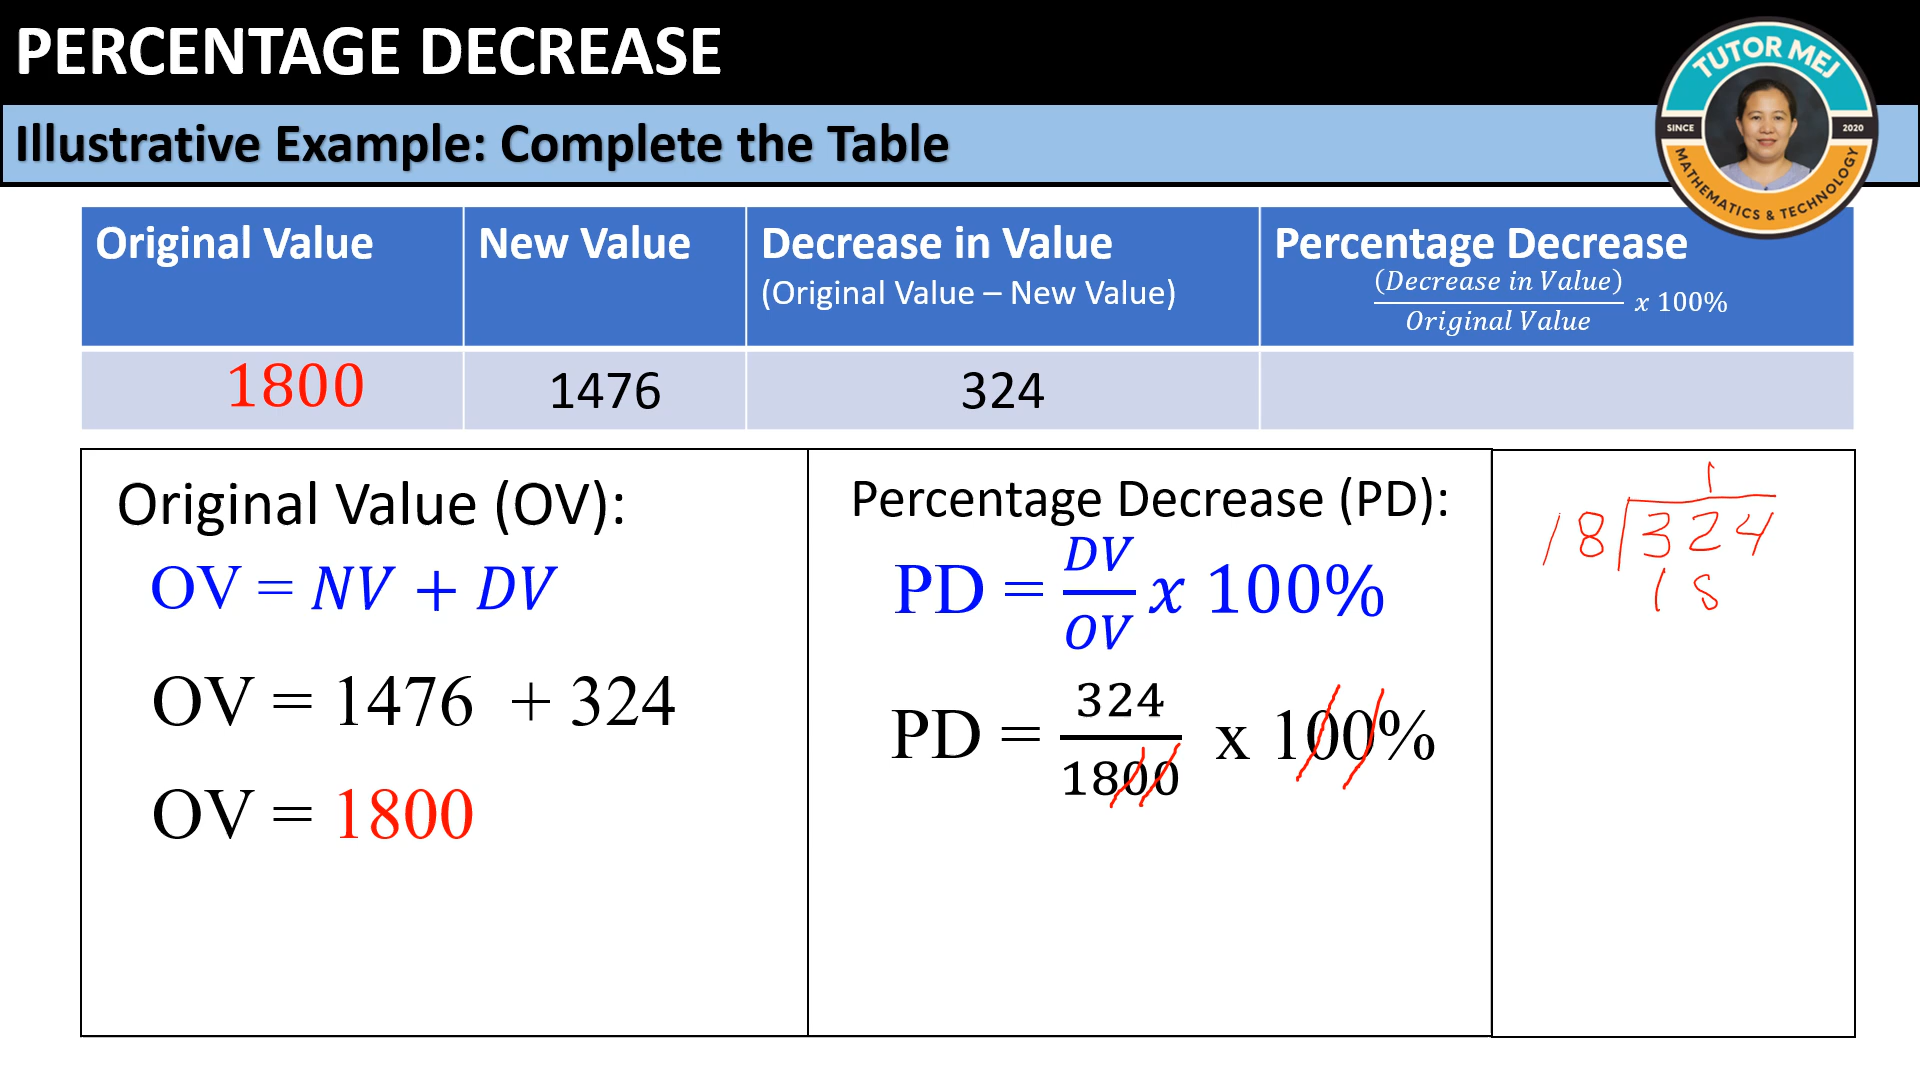 PERCENTAGE DECREASE
TUTOR MEJ
SINCE 2020
MATHEMATICS & TECHNOLOGY
Illustrative Example: Complete the Table
Original Value New Value Decrease in Value Percentage Decrease
(Original Value – New Value) (Decrease in Value)
x 100%
Original Value
1800 1476 324
Original Value (OV):
OV = NV + DV
OV = 1476 + 324
OV = 1800
Percentage Decrease (PD):
PD = DV/OV x 100%
PD = 324/1800 x 100%
1
18 324
18